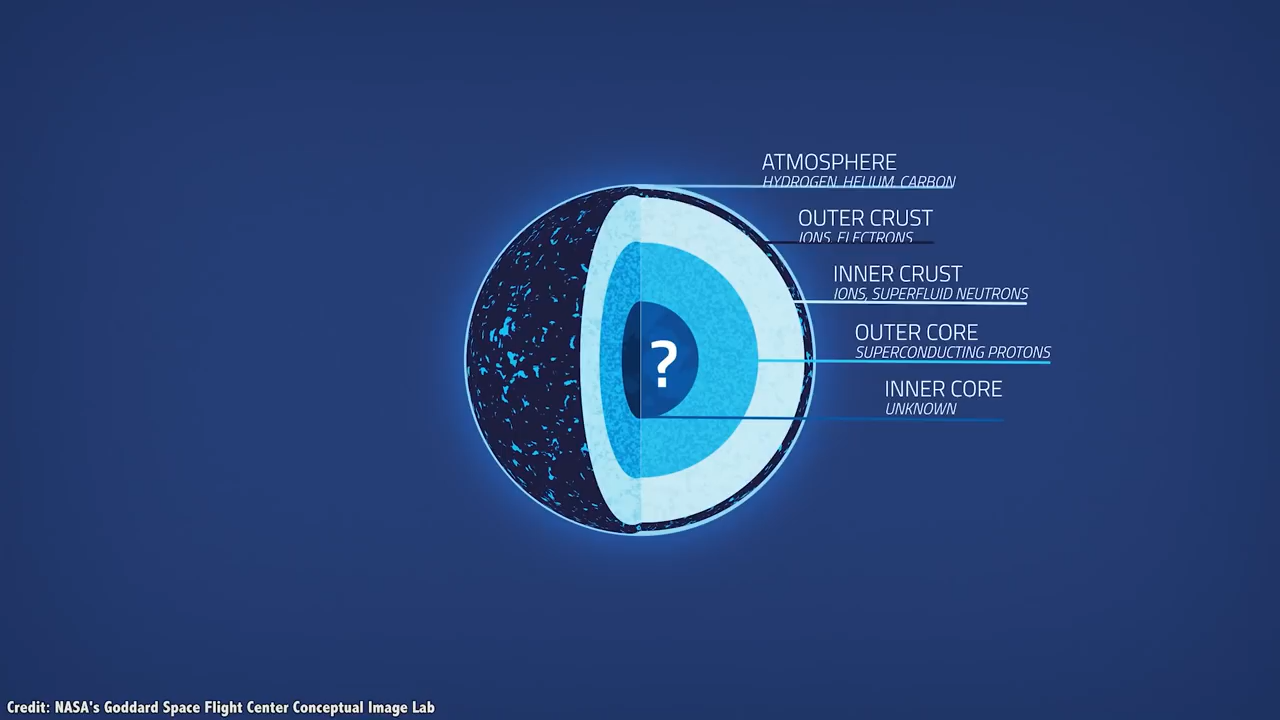 ATMOSPHERE
HYDROGEN, HELIUM, CARBON
OUTER CRUST
IONS, ELECTRONS
INNER CRUST
IONS, SUPERFLUID NEUTRONS
OUTER CORE
SUPERCONDUCTING PROTONS
?
INNER CORE
UNKNOWN
Credit: NASA's Goddard Space Flight Center Conceptual Image Lab